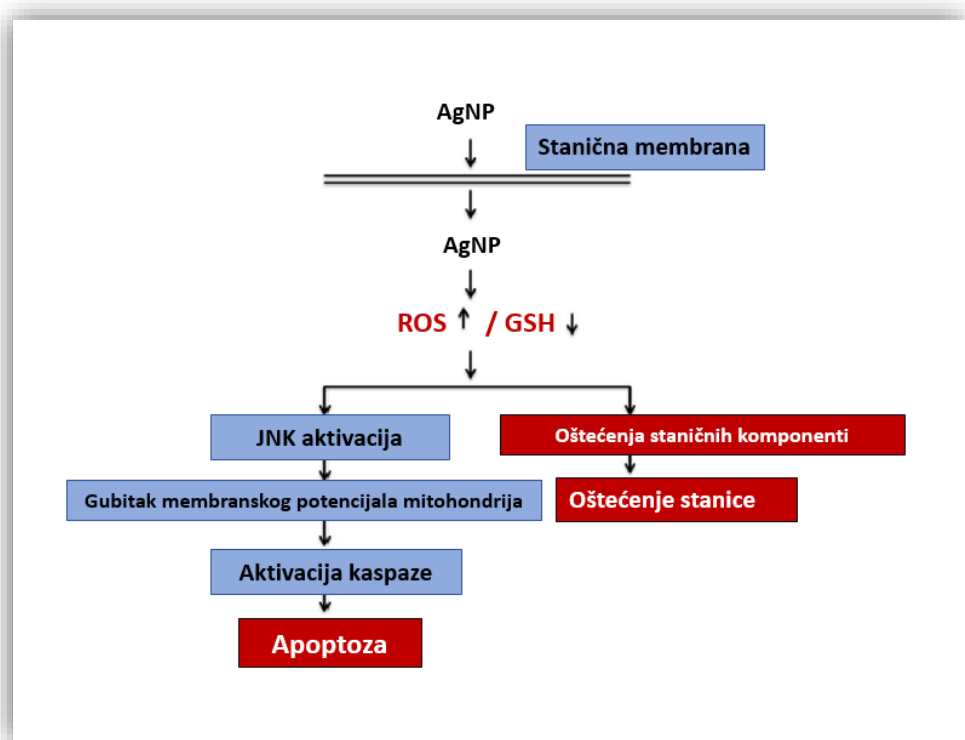 AgNP
Stanična membrana
AgNP
ROS ↑ / GSH ↓
JNK aktivacija
Oštećenja staničnih komponenti
Gubitak membranskog potencijala mitohondrija
Oštećenje stanice
Aktivacija kaspaze
Apoptoza